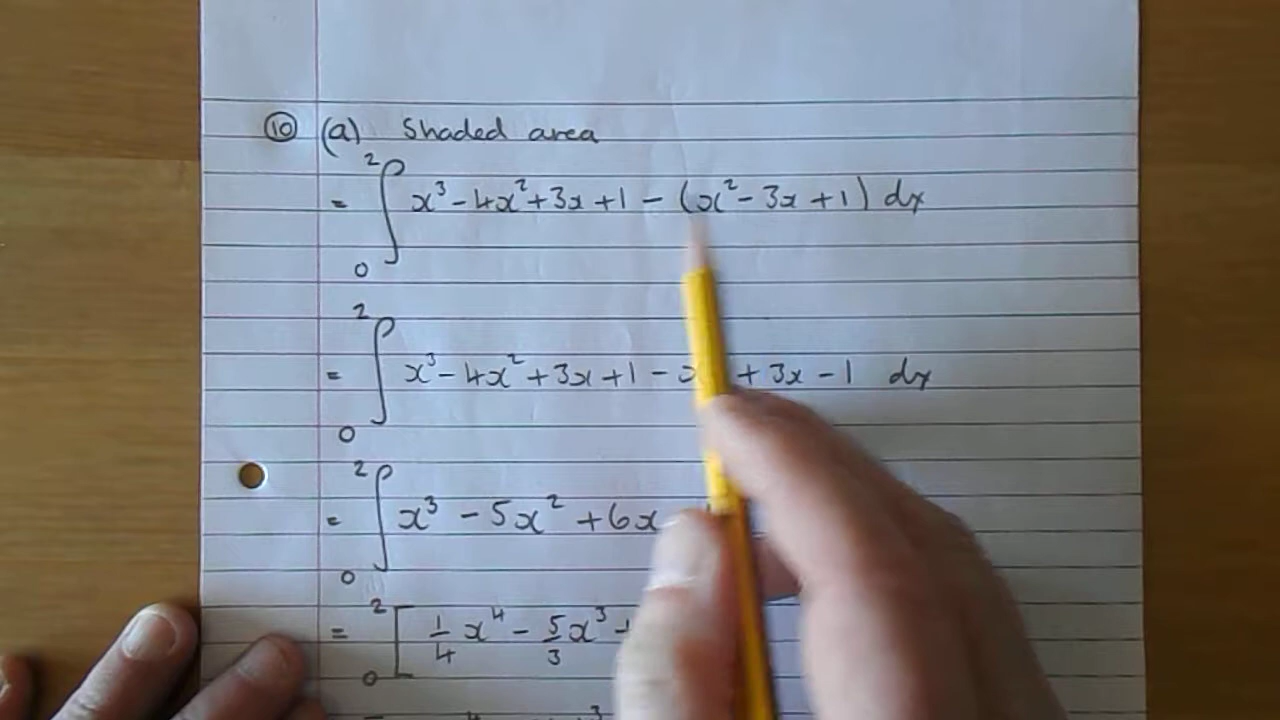 ⑩ (a) Shaded area
= ∫₀² x³ - 4x² + 3x + 1 - (x² - 3x + 1) dx
= ∫₀² x³ - 4x² + 3x + 1 - x + 3x - 1 dx
= ∫₀² x³ - 5x² + 6x
= ₀²[ 1/4 x⁴ - 5/3 x³ +